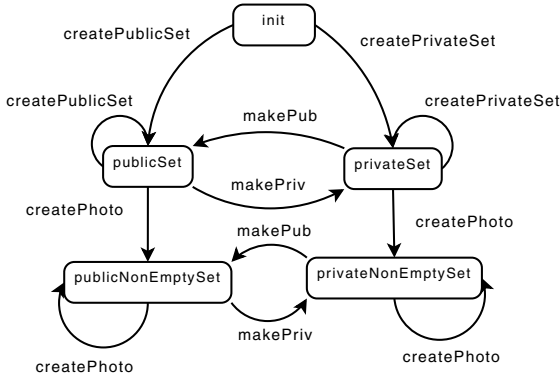 init
createPublicSet
createPrivateSet
createPublicSet
createPrivateSet
makePub
publicSet
privateSet
makePriv
createPhoto
createPhoto
makePub
publicNonEmptySet
privateNonEmptySet
makePriv
createPhoto
createPhoto